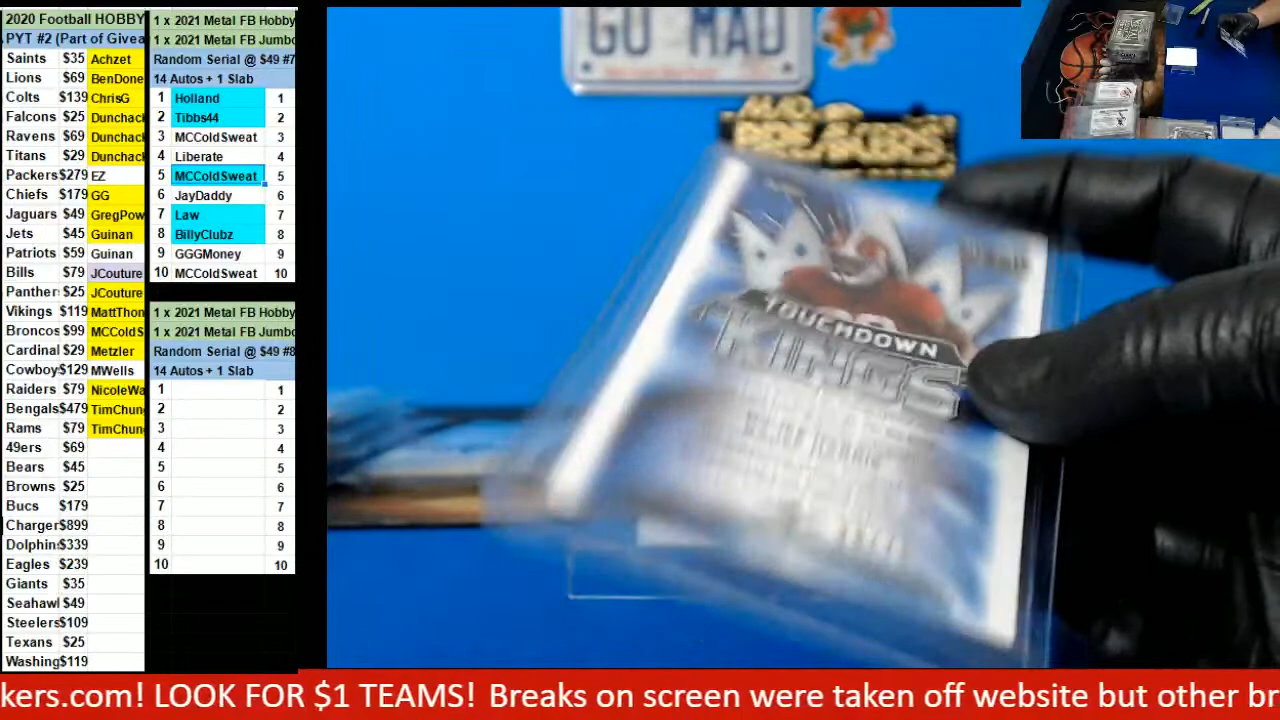 2020 Football HOBBY
PYT #2 (Part of Givea
Saints $35 Achzet
Lions $69 BenDone
Colts $139 ChrisG
Falcons $25 Dunchac
Ravens $69 Dunchac
Titans $29 Dunchac
Packers $279 EZ
Chiefs $179 GG
Jaguars $49 GregPow
Jets $45 Guinan
Patriots $59 Guinan
Bills $79 JCouture
Panther $25 JCouture
Vikings $119 MattThon
Broncos $99 MCColdS
Cardinal $29 Metzler
Cowboy $129 MWells
Raiders $79 NicoleWa
Bengals $479 TimChun
Rams $79 TimChun
49ers $69
Bears $45
Browns $25
Bucs $179
Charger $899
Dolphin $339
Eagles $239
Giants $35
Seahawl $49
Steelers $109
Texans $25
Washing $119
1 x 2021 Metal FB Hobby
1 x 2021 Metal FB Jumbo
Random Serial @ $49 #7
14 Autos + 1 Slab
1 Holland 1
2 Tibbs44 2
3 MCColdSweat 3
4 Liberate 4
5 MCColdSweat 5
6 JayDaddy 6
7 Law 7
8 BillyClubz 8
9 GGGMoney 9
10 MCColdSweat 10
1 x 2021 Metal FB Hobby
1 x 2021 Metal FB Jumbo
Random Serial @ $49 #8
14 Autos + 1 Slab
1 1
2 2
3 3
4 4
5 5
6 6
7 7
8 8
9 9
10 10
GO MAD
BREAKERS
TOUCHDOWN
KINGS
kers.com! LOOK FOR $1 TEAMS! Breaks on screen were taken off website but other br